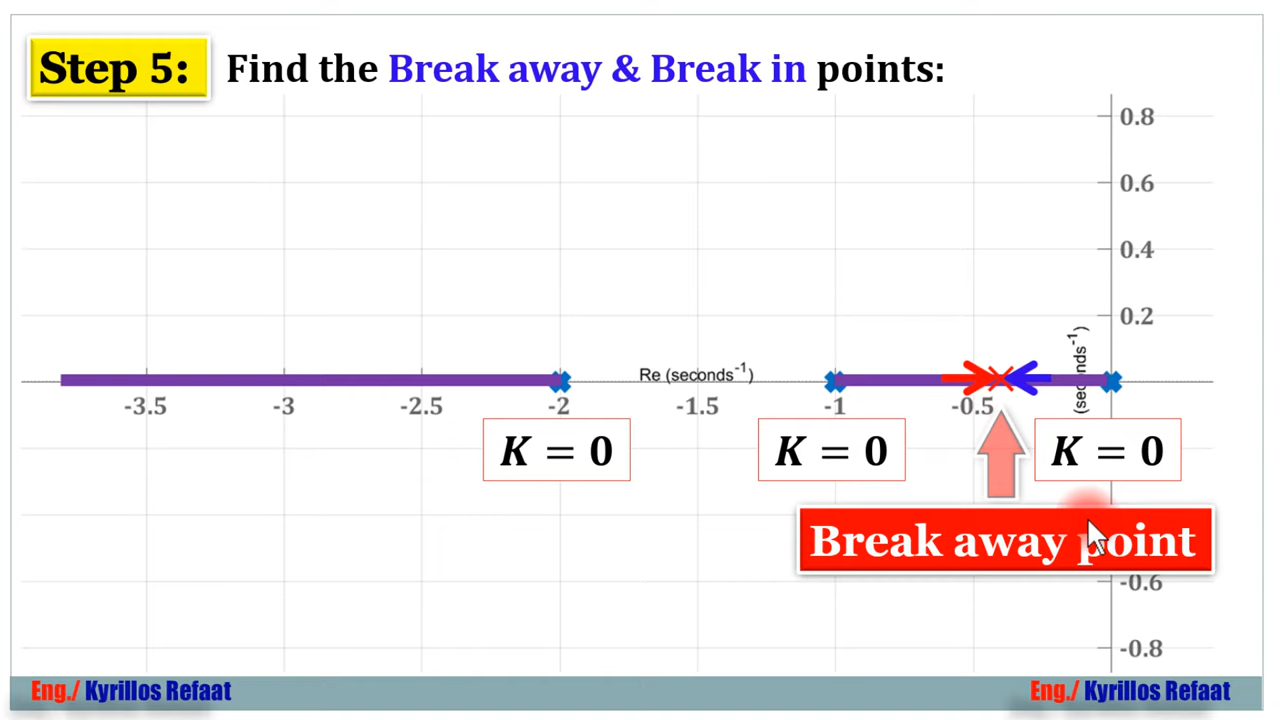 Step 5: Find the Break away & Break in points:
0.8
0.6
0.4
0.2
Re (seconds⁻¹)
-3.5 -3 -2.5 -2 -1.5 -1 -0.5
K = 0 K = 0 K = 0
Break away point
-0.6
-0.8
Eng./ Kyrillos Refaat Eng./ Kyrillos Refaat